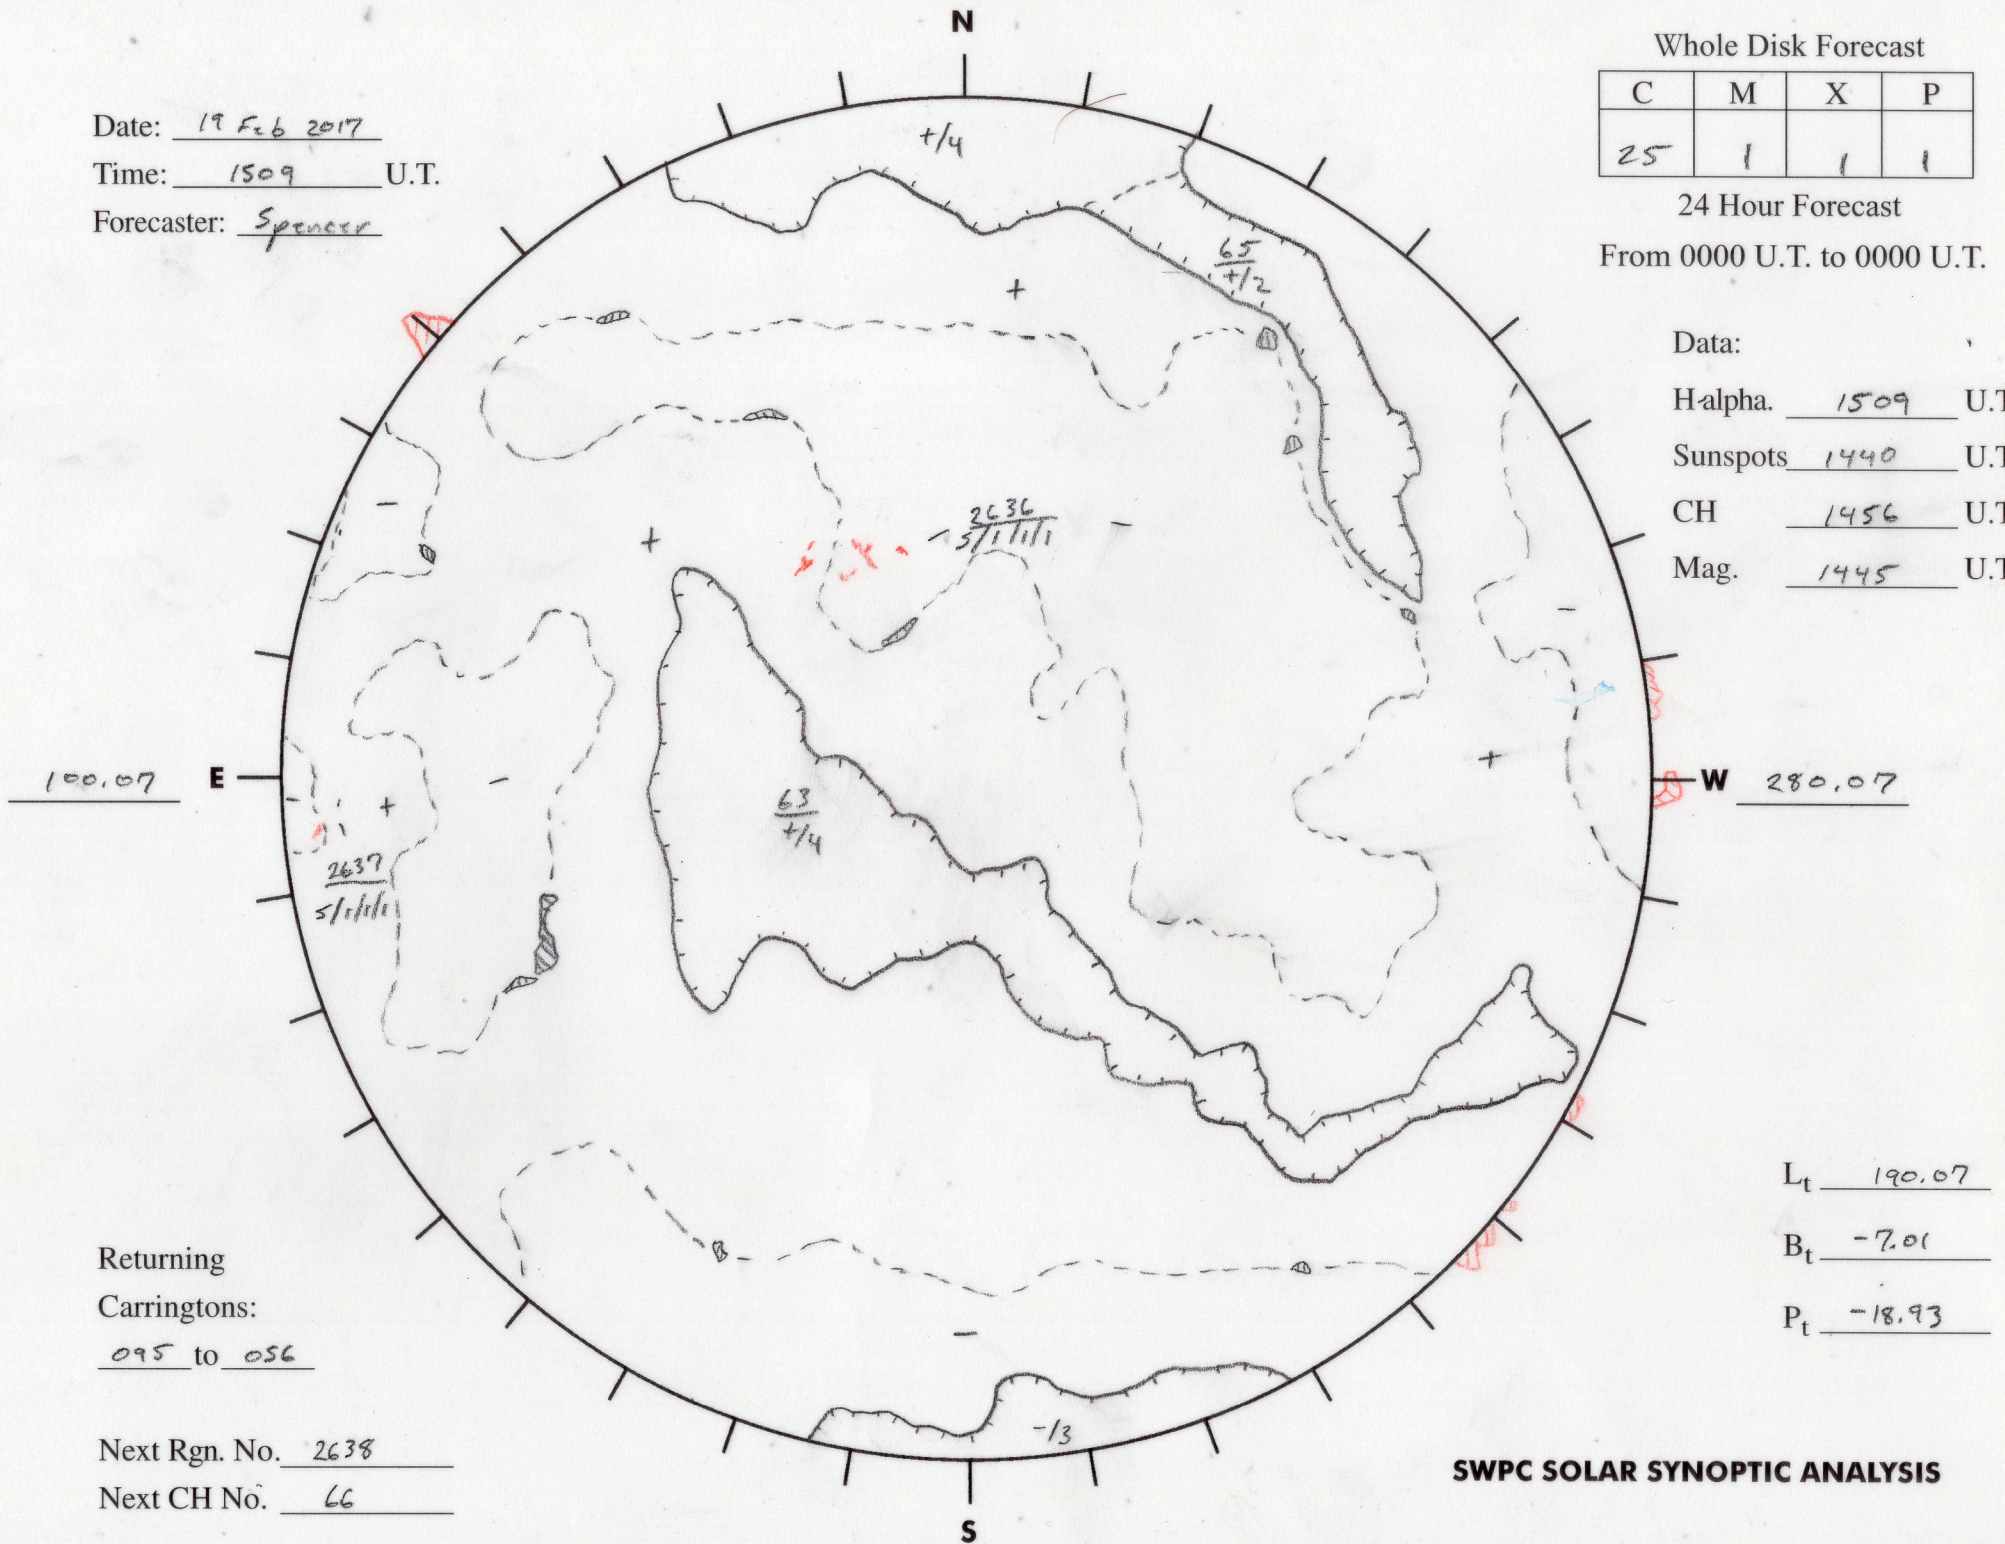 N
Whole Disk Forecast
C M X P
25 1 1 1
24 Hour Forecast
From 0000 U.T. to 0000 U.T.
Date: 19 Feb 2017
Time: 1509 U.T.
Forecaster: Spencer
+/4
65
+/2
+
Data:
H-alpha. 1509 U.T
Sunspots 1440 U.T
CH 1456 U.T
Mag. 1445 U.T
-
+
2636
5/1/1/1
-
-
100.07 E
-
-
+
63
+/4
+
W 280.07
2637
5/1/1/1
Lt 190.07
Bt -7.01
Pt -18.93
Returning
Carringtons:
095 to 056
-
-/3
Next Rgn. No. 2638
Next CH No. 66
SWPC SOLAR SYNOPTIC ANALYSIS
S